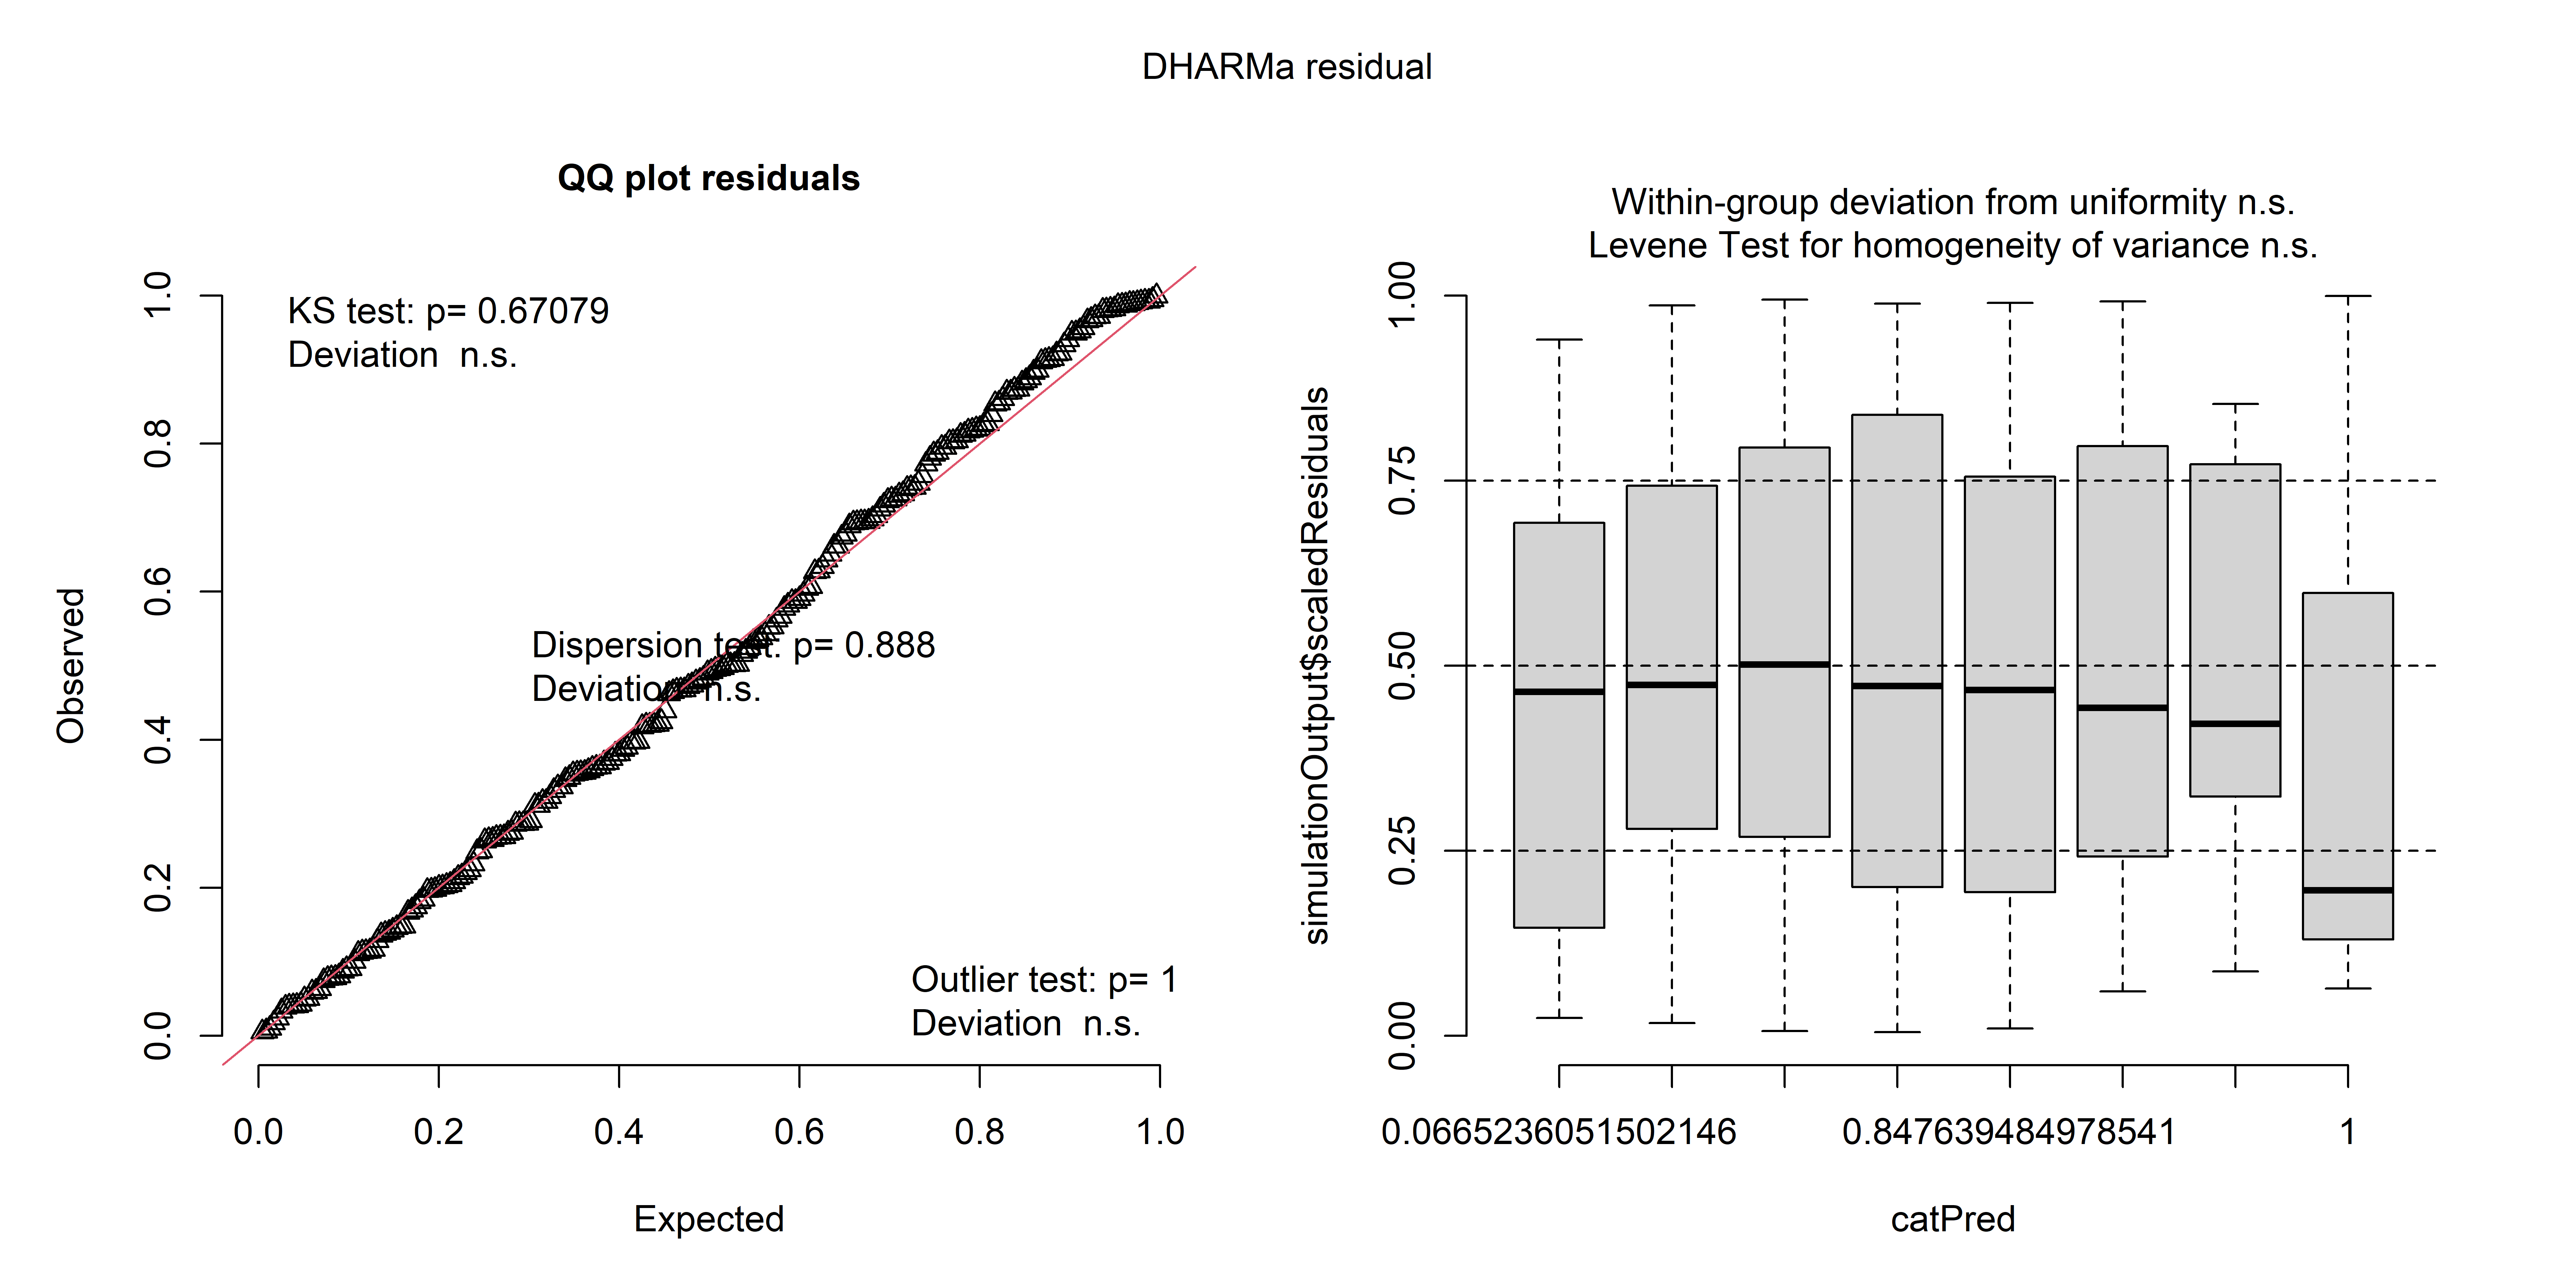 DHARMa residual
QQ plot residuals
KS test: p= 0.67079
Deviation  n.s.
Dispersion test: p= 0.888
Deviation  n.s.
Outlier test: p= 1
Deviation  n.s.
Observed
0.0
0.2
0.4
0.6
0.8
1.0
0.0
0.2
0.4
0.6
0.8
1.0
Expected
Within-group deviation from uniformity n.s.
Levene Test for homogeneity of variance n.s.
simulationOutput$scaledResiduals
0.00
0.25
0.50
0.75
1.00
0.0665236051502146
0.847639484978541
1
catPred